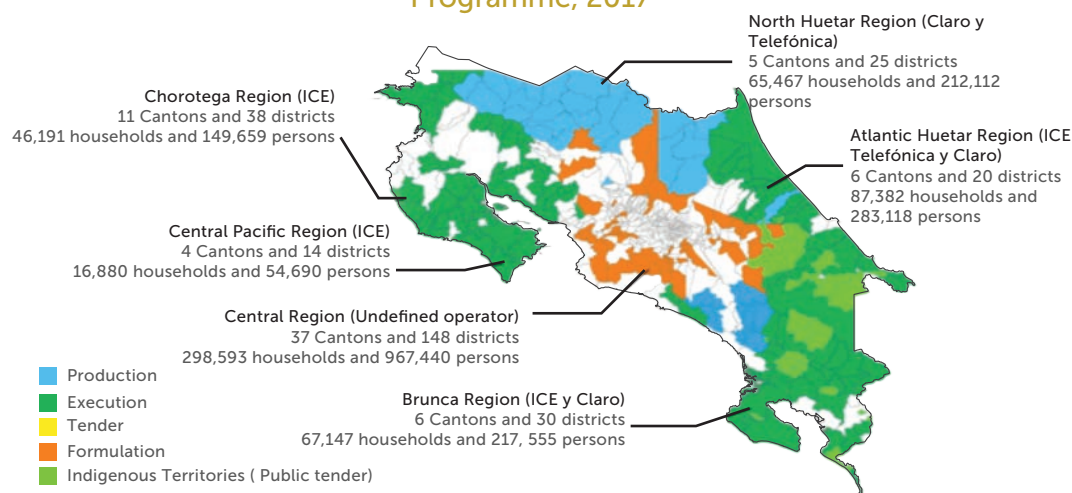 Programme, 2017
North Huetar Region (Claro y
Telefónica)
5 Cantons and 25 districts
65,467 households and 212,112
persons
Chorotega Region (ICE)
11 Cantons and 38 districts
46,191 households and 149,659 persons
Atlantic Huetar Region (ICE
Telefónica y Claro)
6 Cantons and 20 districts
87,382 households and
283,118 persons
Central Pacific Region (ICE)
4 Cantons and 14 districts
16,880 households and 54,690 persons
Central Region (Undefined operator)
37 Cantons and 148 districts
298,593 households and 967,440 persons
Brunca Region (ICE y Claro)
6 Cantons and 30 districts
67,147 households and 217, 555 persons
Production
Execution
Tender
Formulation
Indigenous Territories ( Public tender)